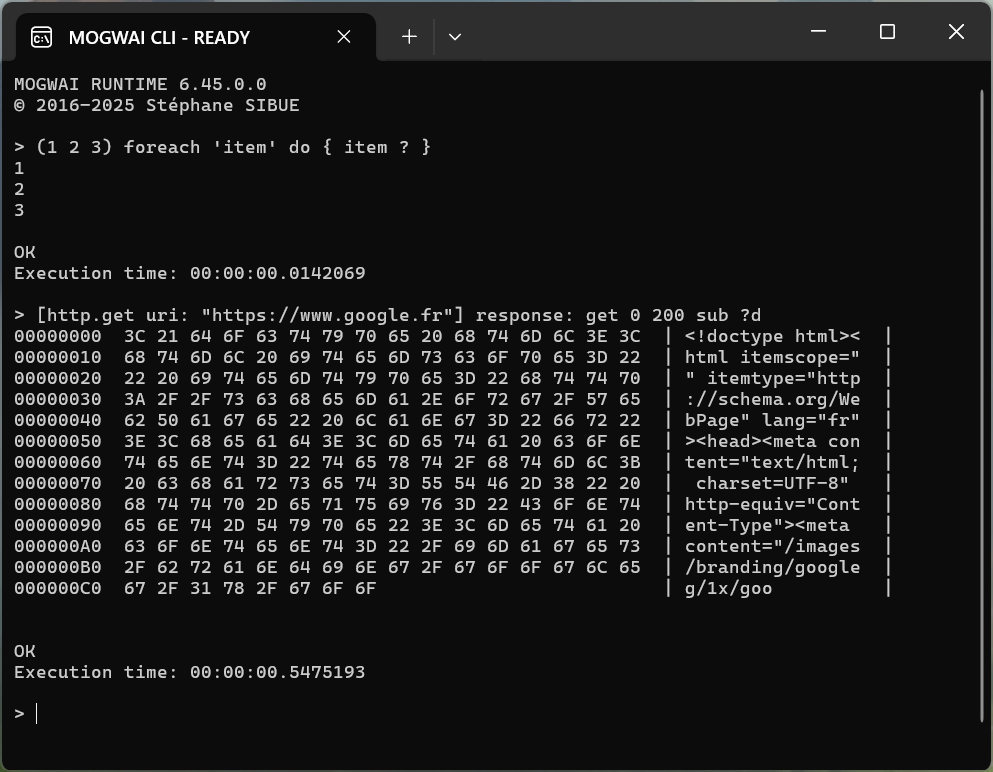 MOGWAI CLI - READY
MOGWAI RUNTIME 6.45.0.0
© 2016-2025 Stéphane SIBUE
> (1 2 3) foreach 'item' do { item ? }
1
2
3
OK
Execution time: 00:00:00.0142069
> [http.get uri: "https://www.google.fr"] response: get 0 200 sub ?d
00000000  3C 21 64 6F 63 74 79 70 65 20 68 74 6D 6C 3E 3C  | <!doctype html><  |
00000010  68 74 6D 6C 20 69 74 65 6D 73 63 6F 70 65 3D 22  | html itemscope="  |
00000020  22 20 69 74 65 6D 74 79 70 65 3D 22 68 74 74 70  | " itemtype="http  |
00000030  3A 2F 2F 73 63 68 65 6D 61 2E 6F 72 67 2F 57 65  | ://schema.org/We  |
00000040  62 50 61 67 65 22 20 6C 61 6E 67 3D 22 66 72 22  | bPage" lang="fr"  |
00000050  3E 3C 68 65 61 64 3E 3C 6D 65 74 61 20 63 6F 6E  | ><head><meta con  |
00000060  74 65 6E 74 3D 22 74 65 78 74 2F 68 74 6D 6C 3B  | tent="text/html;  |
00000070  20 63 68 61 72 73 65 74 3D 55 54 46 2D 38 22 20  |  charset=UTF-8"   |
00000080  68 74 74 70 2D 65 71 75 69 76 3D 22 43 6F 6E 74  | http-equiv="Cont  |
00000090  65 6E 74 2D 54 79 70 65 22 3E 3C 6D 65 74 61 20  | ent-Type"><meta   |
000000A0  63 6F 6E 74 65 6E 74 3D 22 2F 69 6D 61 67 65 73  | content="/images  |
000000B0  2F 62 72 61 6E 64 69 6E 67 2F 67 6F 6F 67 6C 65  | /branding/google  |
000000C0  67 2F 31 78 2F 67 6F 6F                          | g/1x/goo          |
OK
Execution time: 00:00:00.5475193
>